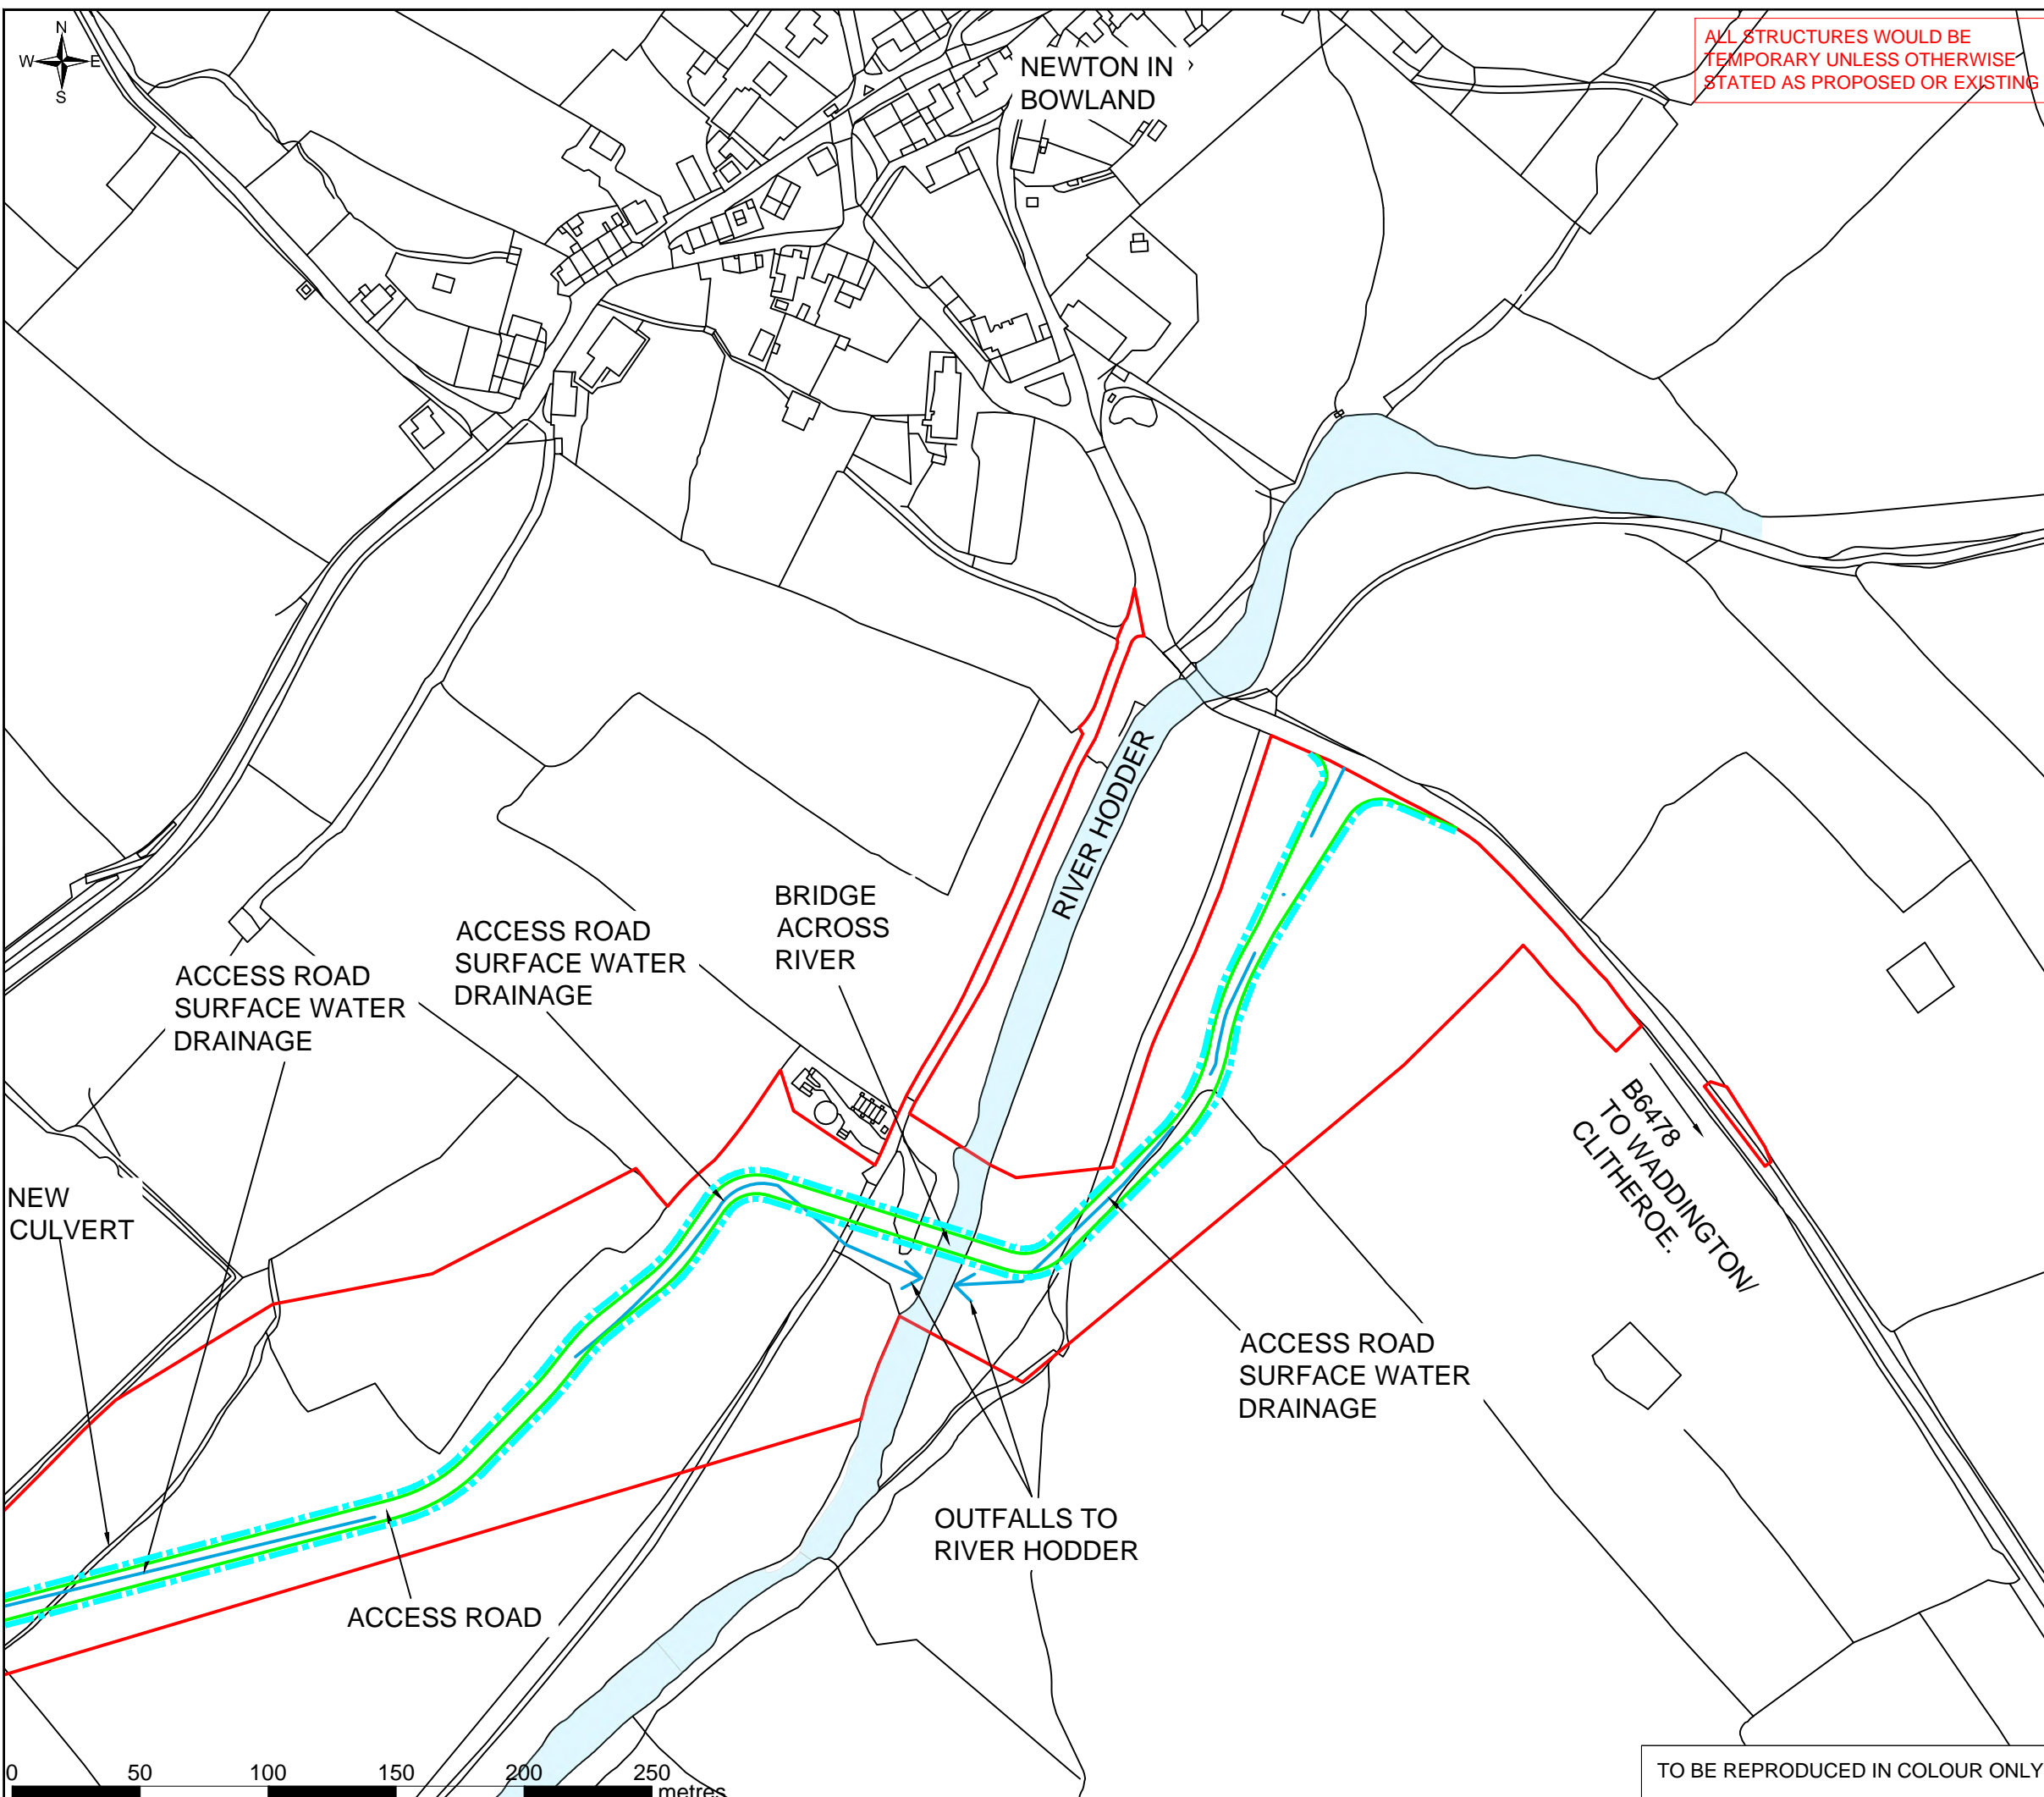 N
W E
S
NEWTON IN
BOWLAND
ALL STRUCTURES WOULD BE
TEMPORARY UNLESS OTHERWISE
STATED AS PROPOSED OR EXISTING
RIVER HODDER
BRIDGE
ACROSS
RIVER
ACCESS ROAD
SURFACE WATER
DRAINAGE
ACCESS ROAD
SURFACE WATER
DRAINAGE
B6478
TO WADDINGTON/
CLITHEROE.
NEW
CULVERT
ACCESS ROAD
SURFACE WATER
DRAINAGE
OUTFALLS TO
RIVER HODDER
ACCESS ROAD
0 50 100 150 200 250
metres
TO BE REPRODUCED IN COLOUR ONLY